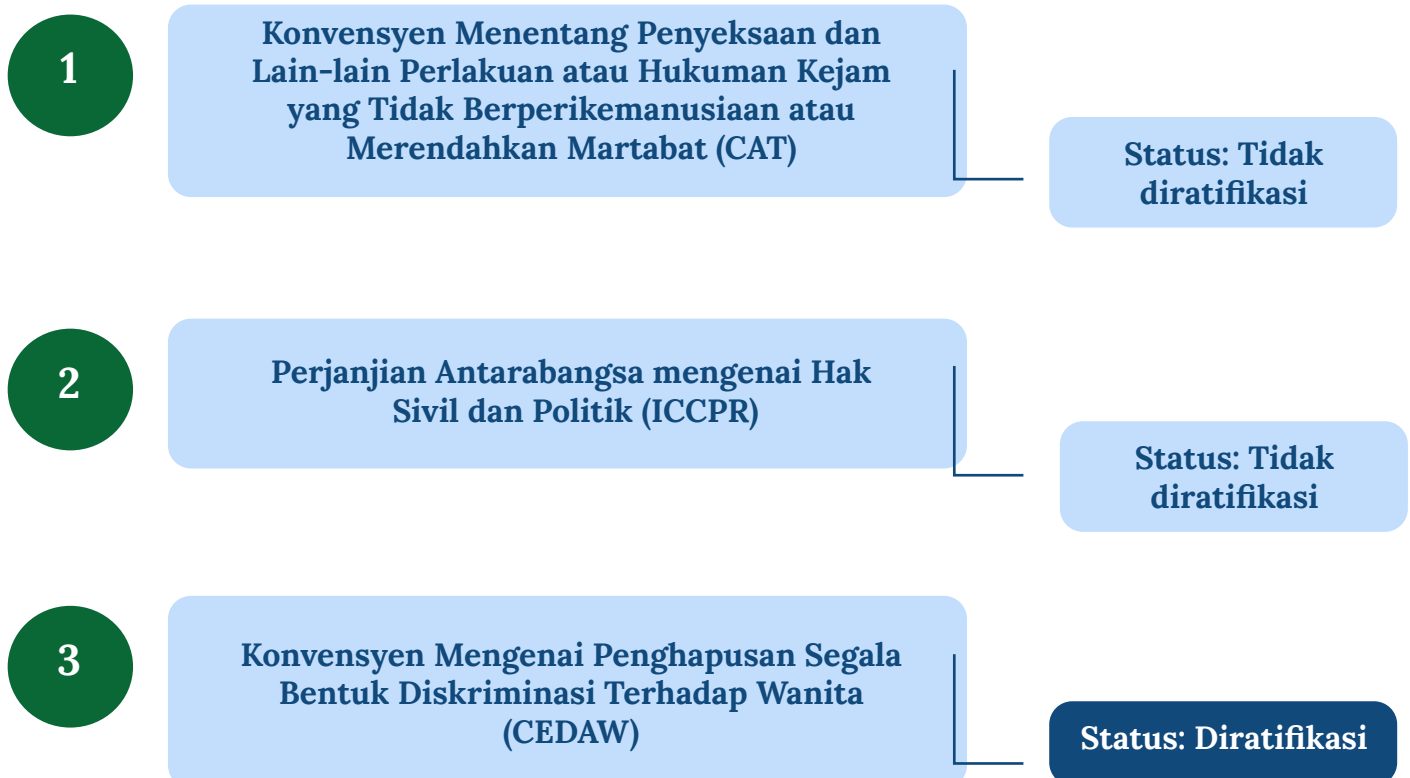 1
Konvensyen Menentang Penyeksaan dan
Lain-lain Perlakuan atau Hukuman Kejam
yang Tidak Berperikemanusiaan atau
Merendahkan Martabat (CAT)
Status: Tidak
diratifikasi
2
Perjanjian Antarabangsa mengenai Hak
Sivil dan Politik (ICCPR)
Status: Tidak
diratifikasi
3
Konvensyen Mengenai Penghapusan Segala
Bentuk Diskriminasi Terhadap Wanita
(CEDAW)
Status: Diratifikasi